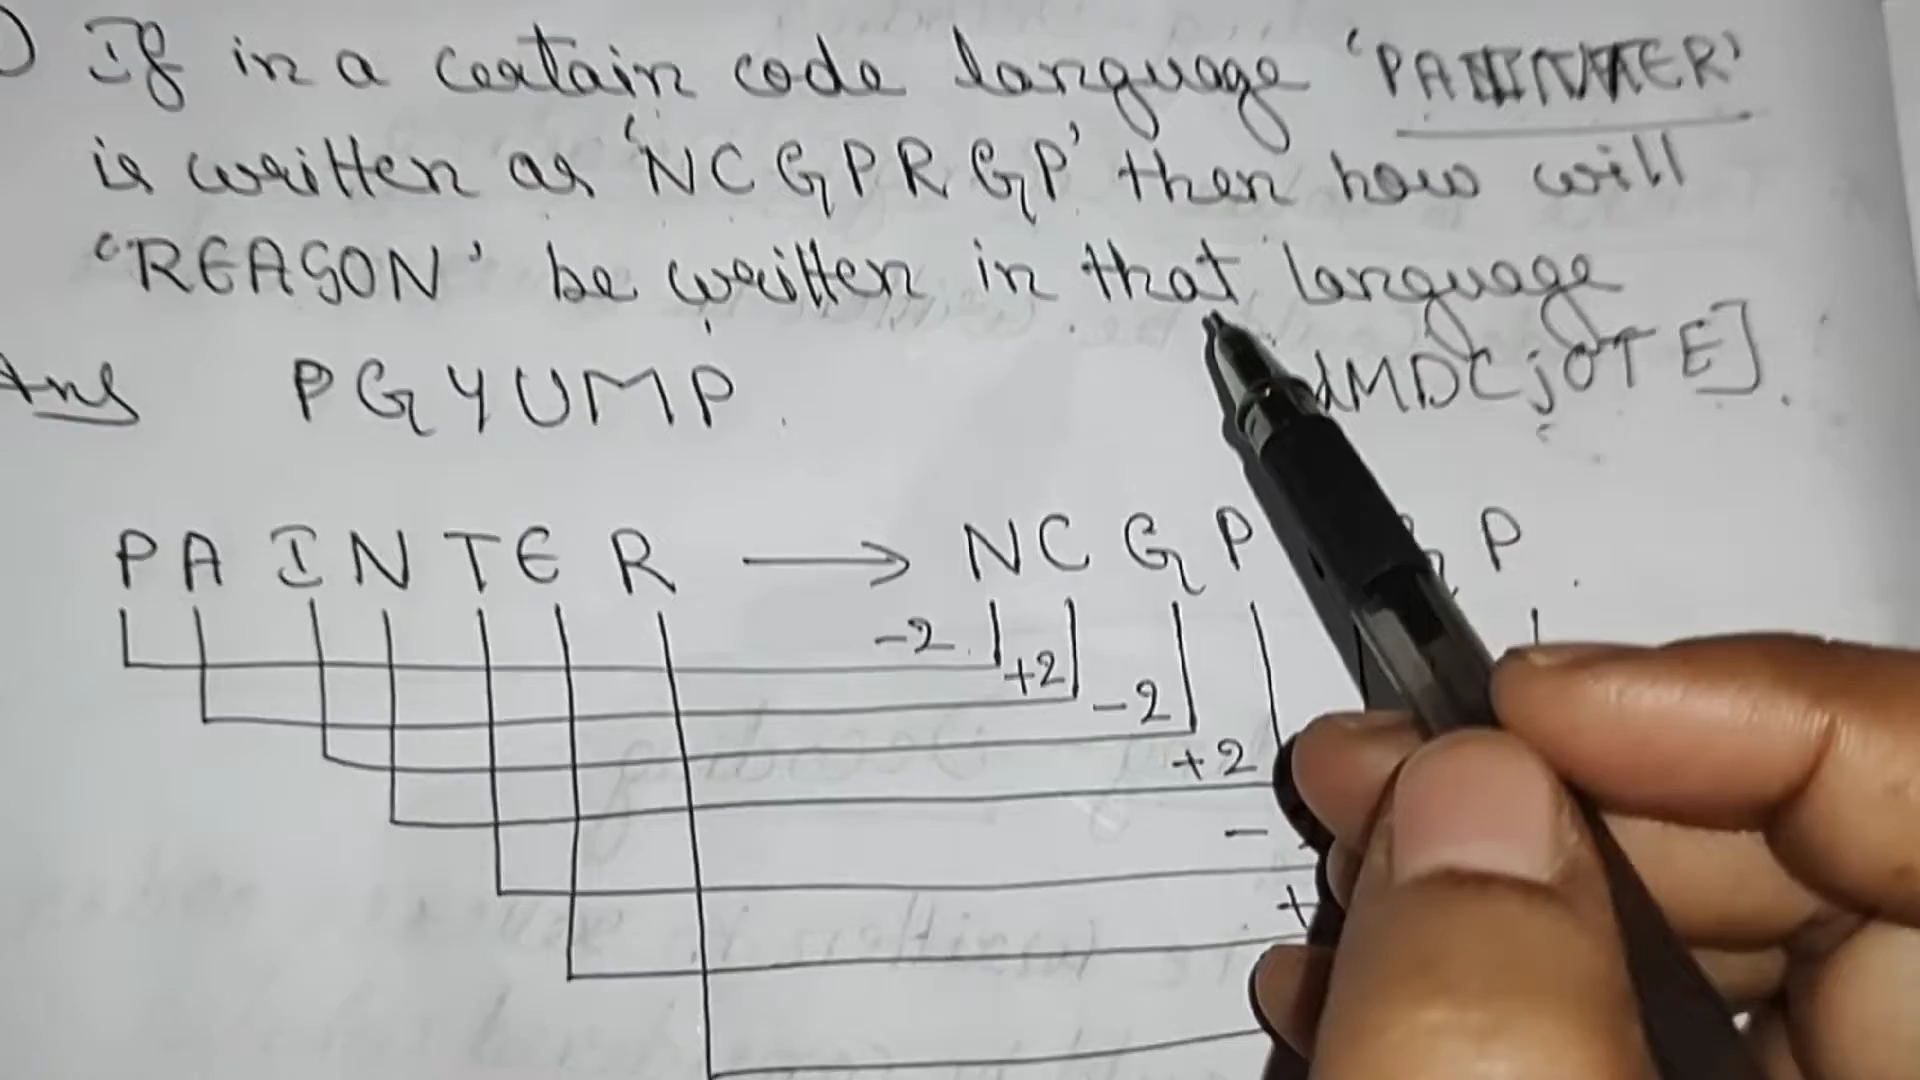 If in a certain code language 'PAINTER'
is written as 'NCGPRGP' then how will
'REASON' be written in that language
Ans PGYUMP. MDCjOTE].
PAINTER → NCGP P.
-2
+2
-2
+2
-
+